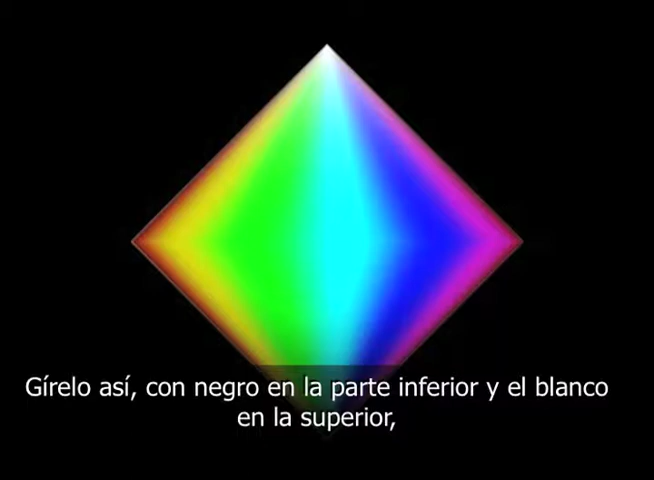 Gírelo así, con negro en la parte inferior y el blanco
en la superior,